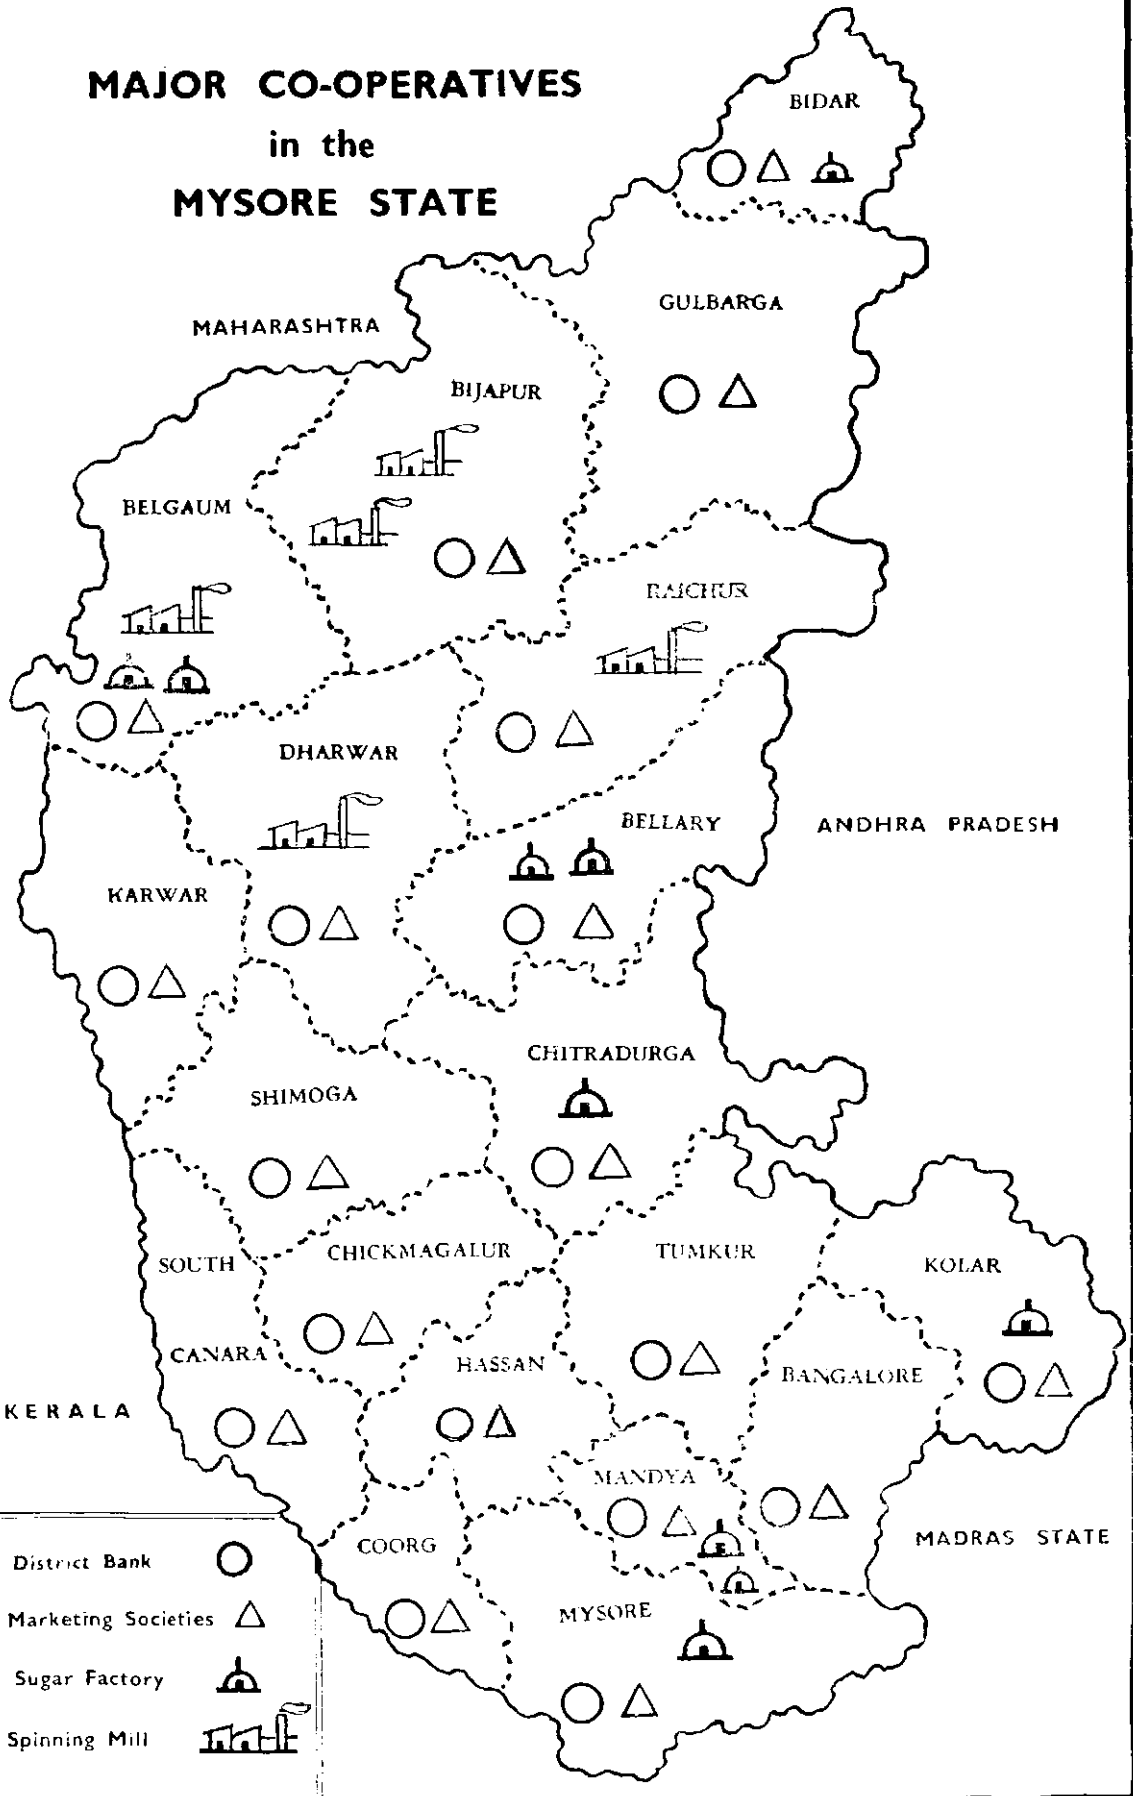 MAJOR CO-OPERATIVES
in the
MYSORE STATE
BIDAR
GULBARGA
MAHARASHTRA
BIJAPUR
BELGAUM
RAICHUR
DHARWAR
BELLARY
ANDHRA PRADESH
KARWAR
CHITRADURGA
SHIMOGA
SOUTH
CHICKMAGALUR
TUMKUR
KOLAR
CANARA
HASSAN
BANGALORE
KERALA
MANDYA
COORG
MADRAS STATE
MYSORE
District Bank
Marketing Societies
Sugar Factory
Spinning Mill